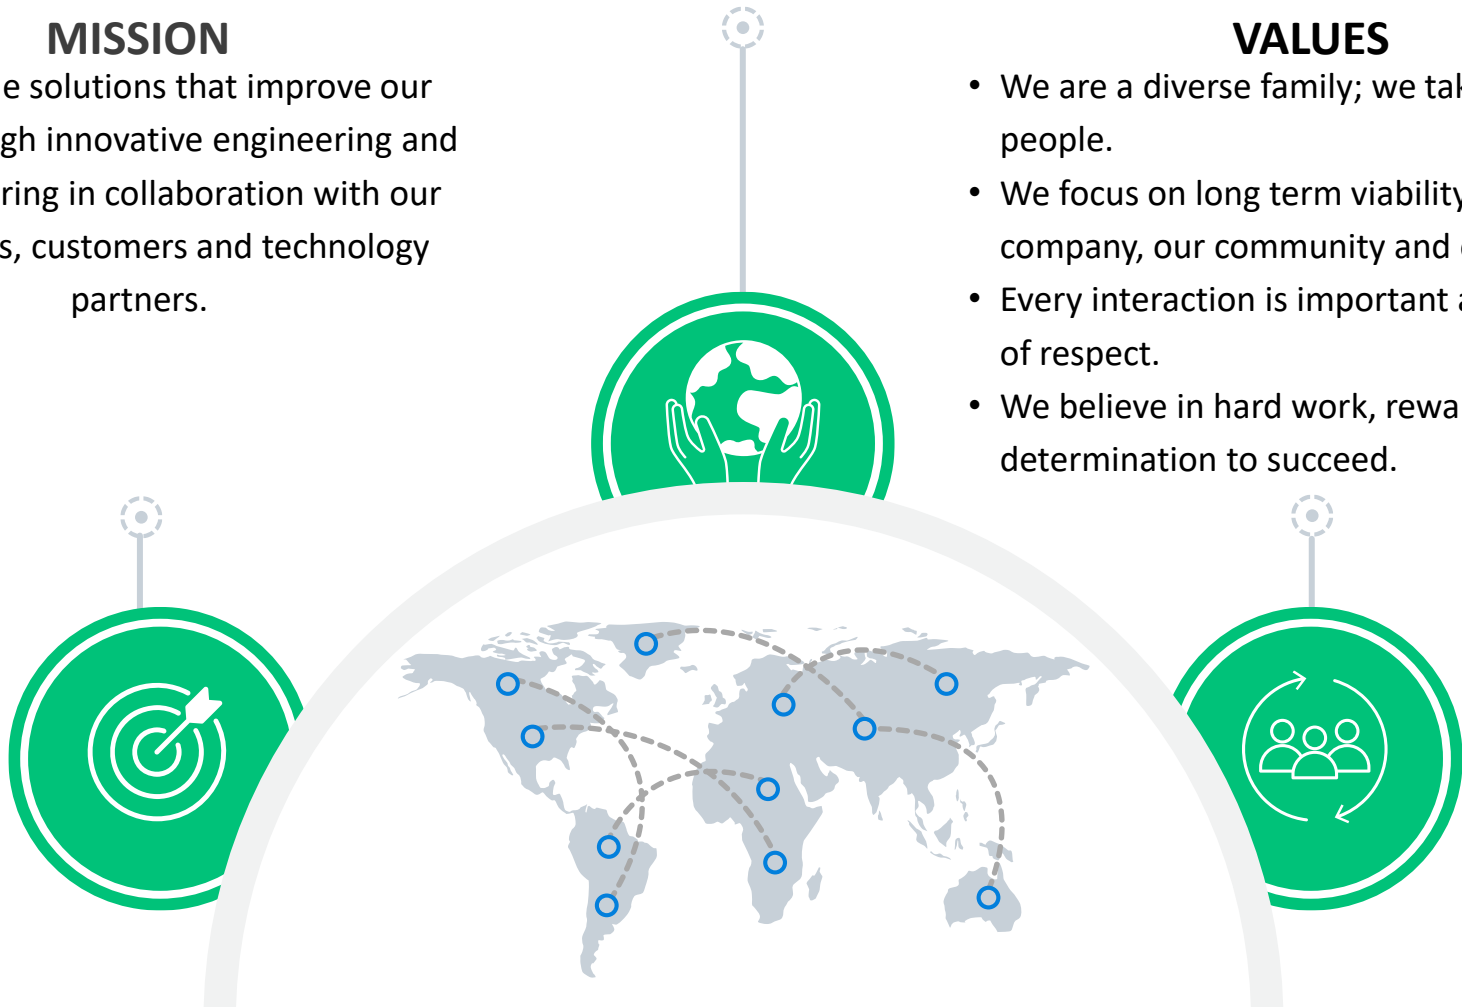 MISSION
e solutions that improve our
gh innovative engineering and
ring in collaboration with our
s, customers and technology
partners.
VALUES
• We are a diverse family; we tak
people.
• We focus on long term viability
company, our community and
• Every interaction is important a
of respect.
• We believe in hard work, rewa
determination to succeed.